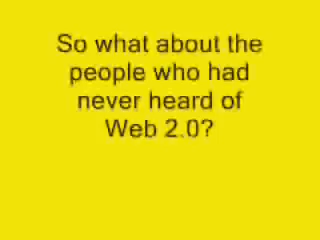 So what about the
people who had
never heard of
Web 2.0?